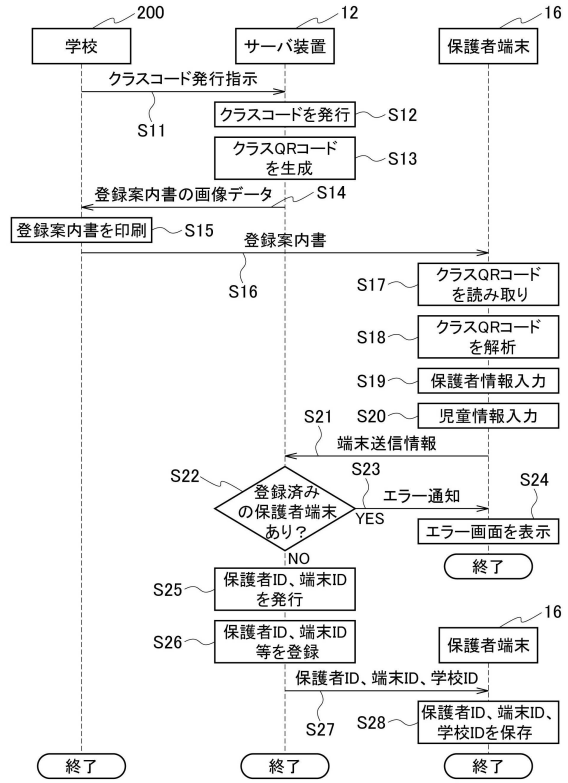 200
12
16
学校
サーバ装置
保護者端末
クラスコード発行指示
S11
クラスコードを発行
S12
クラスQRコード
を生成
S13
登録案内書の画像データ
S14
登録案内書を印刷
S15
登録案内書
S16
S17
クラスQRコード
を読み取り
S18
クラスQRコード
を解析
S19
保護者情報入力
S20
児童情報入力
S21
端末送信情報
S22
登録済み
の保護者端末
あり?
S23
エラー通知
YES
S24
エラー画面を表示
終了
NO
S25
保護者ID、端末ID
を発行
S26
保護者ID、端末ID
等を登録
16
保護者端末
保護者ID、端末ID、学校ID
S27
S28
保護者ID、端末ID、
学校IDを保存
終了
終了
終了